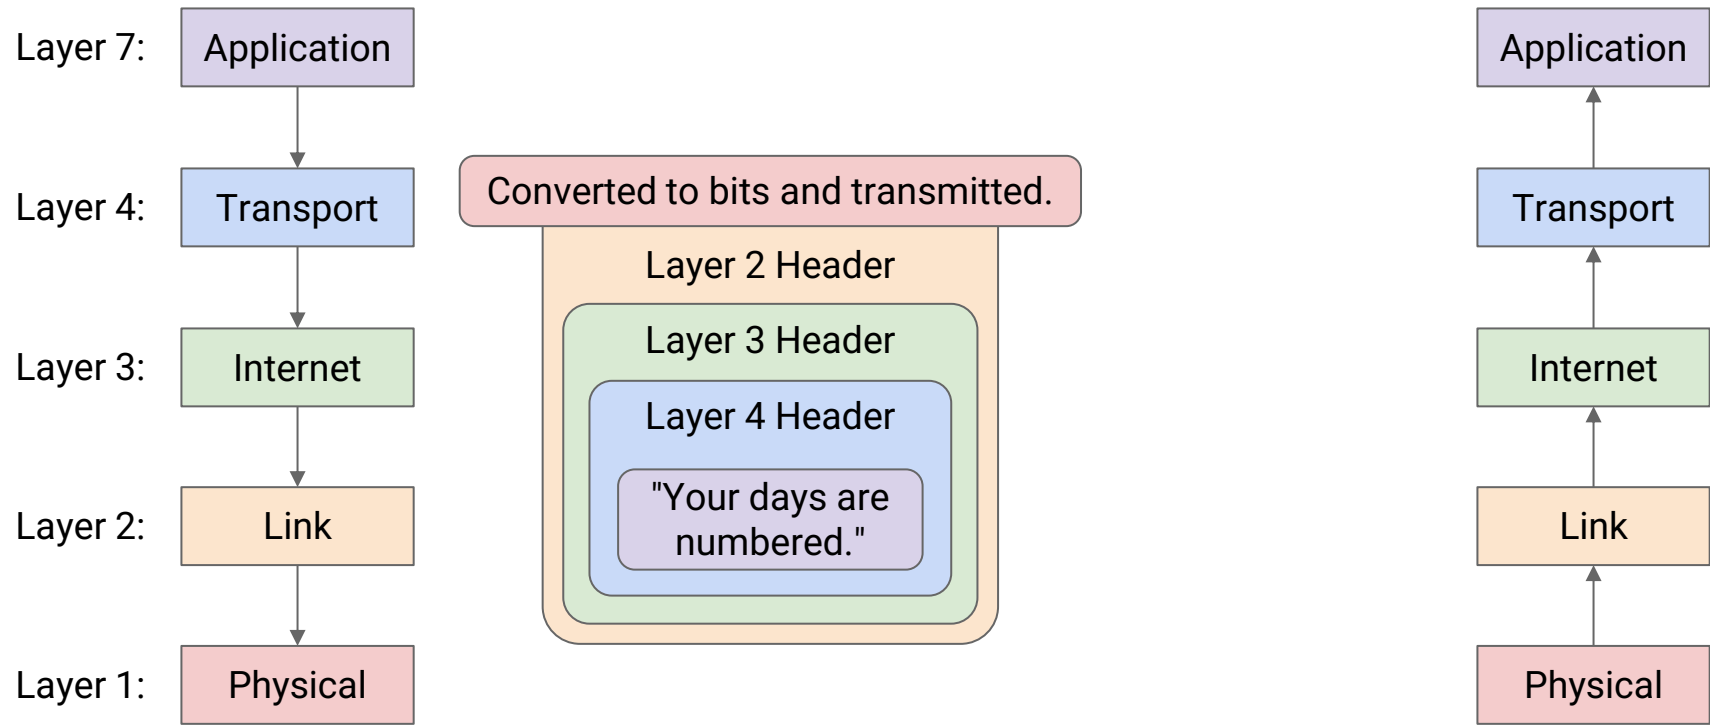 Layer 7:
Application
Layer 4:
Transport
Layer 3:
Internet
Layer 2:
Link
Layer 1:
Physical
Converted to bits and transmitted.
Layer 2 Header
Layer 3 Header
Layer 4 Header
"Your days are
numbered."
Application
Transport
Internet
Link
Physical